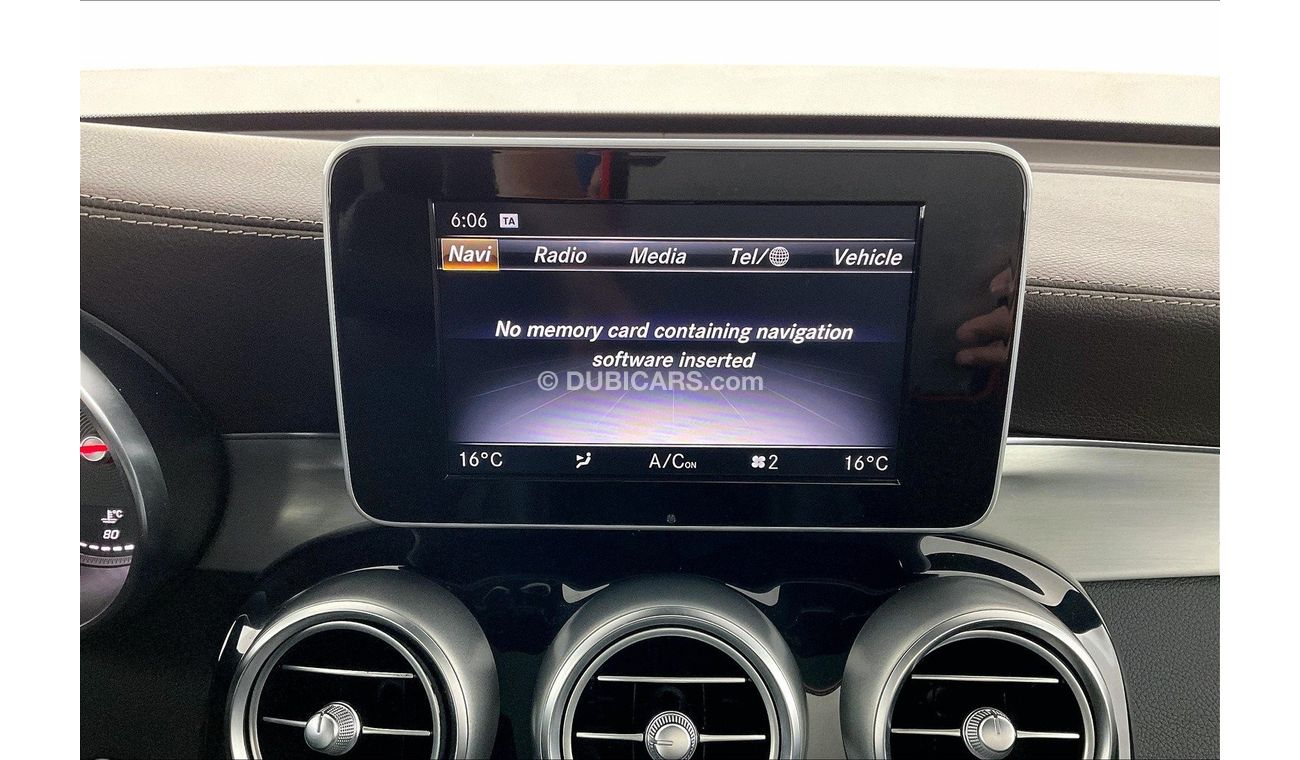 6:06 TA
Navi Radio Media Tel/ Vehicle
No memory card containing navigation
software inserted
© DUBICARS.com
16°C A/C ON 2 16°C
°C
80